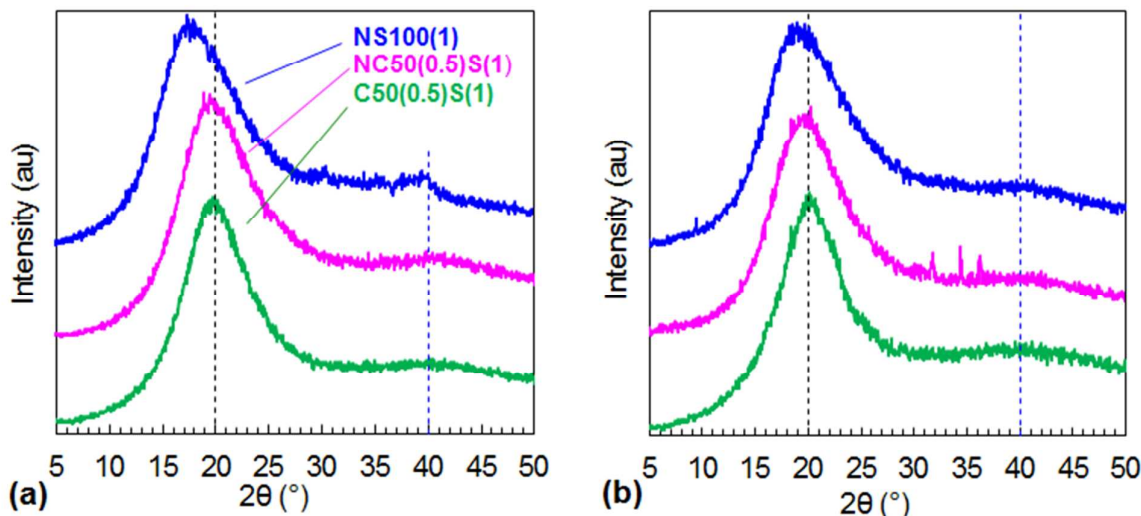 NS100(1)
NC50(0.5)S(1)
C50(0.5)S(1)
Intensity (au)
5 10 15 20 25 30 35 40 45 50
2θ (°)
(a)
Intensity (au)
5 10 15 20 25 30 35 40 45 50
2θ (°)
(b)